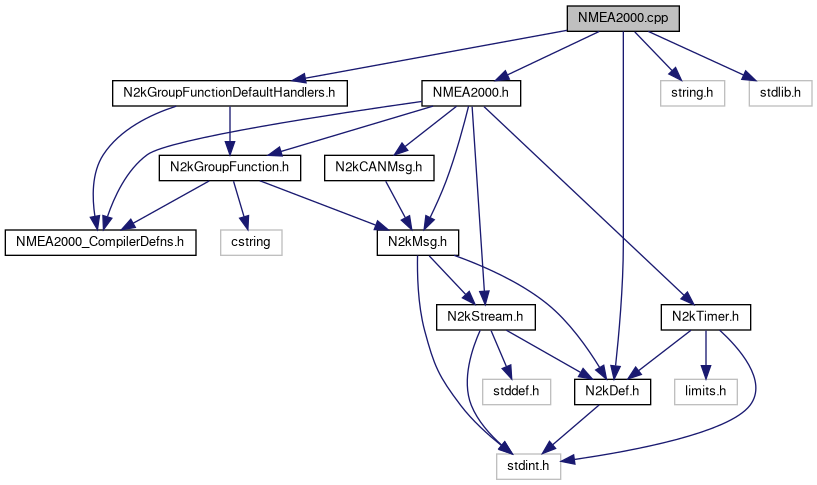 NMEA2000.cpp
N2kGroupFunctionDefaultHandlers.h
NMEA2000.h
string.h
stdlib.h
N2kGroupFunction.h
N2kCANMsg.h
NMEA2000_CompilerDefns.h
cstring
N2kMsg.h
N2kStream.h
N2kTimer.h
stddef.h
N2kDef.h
limits.h
stdint.h